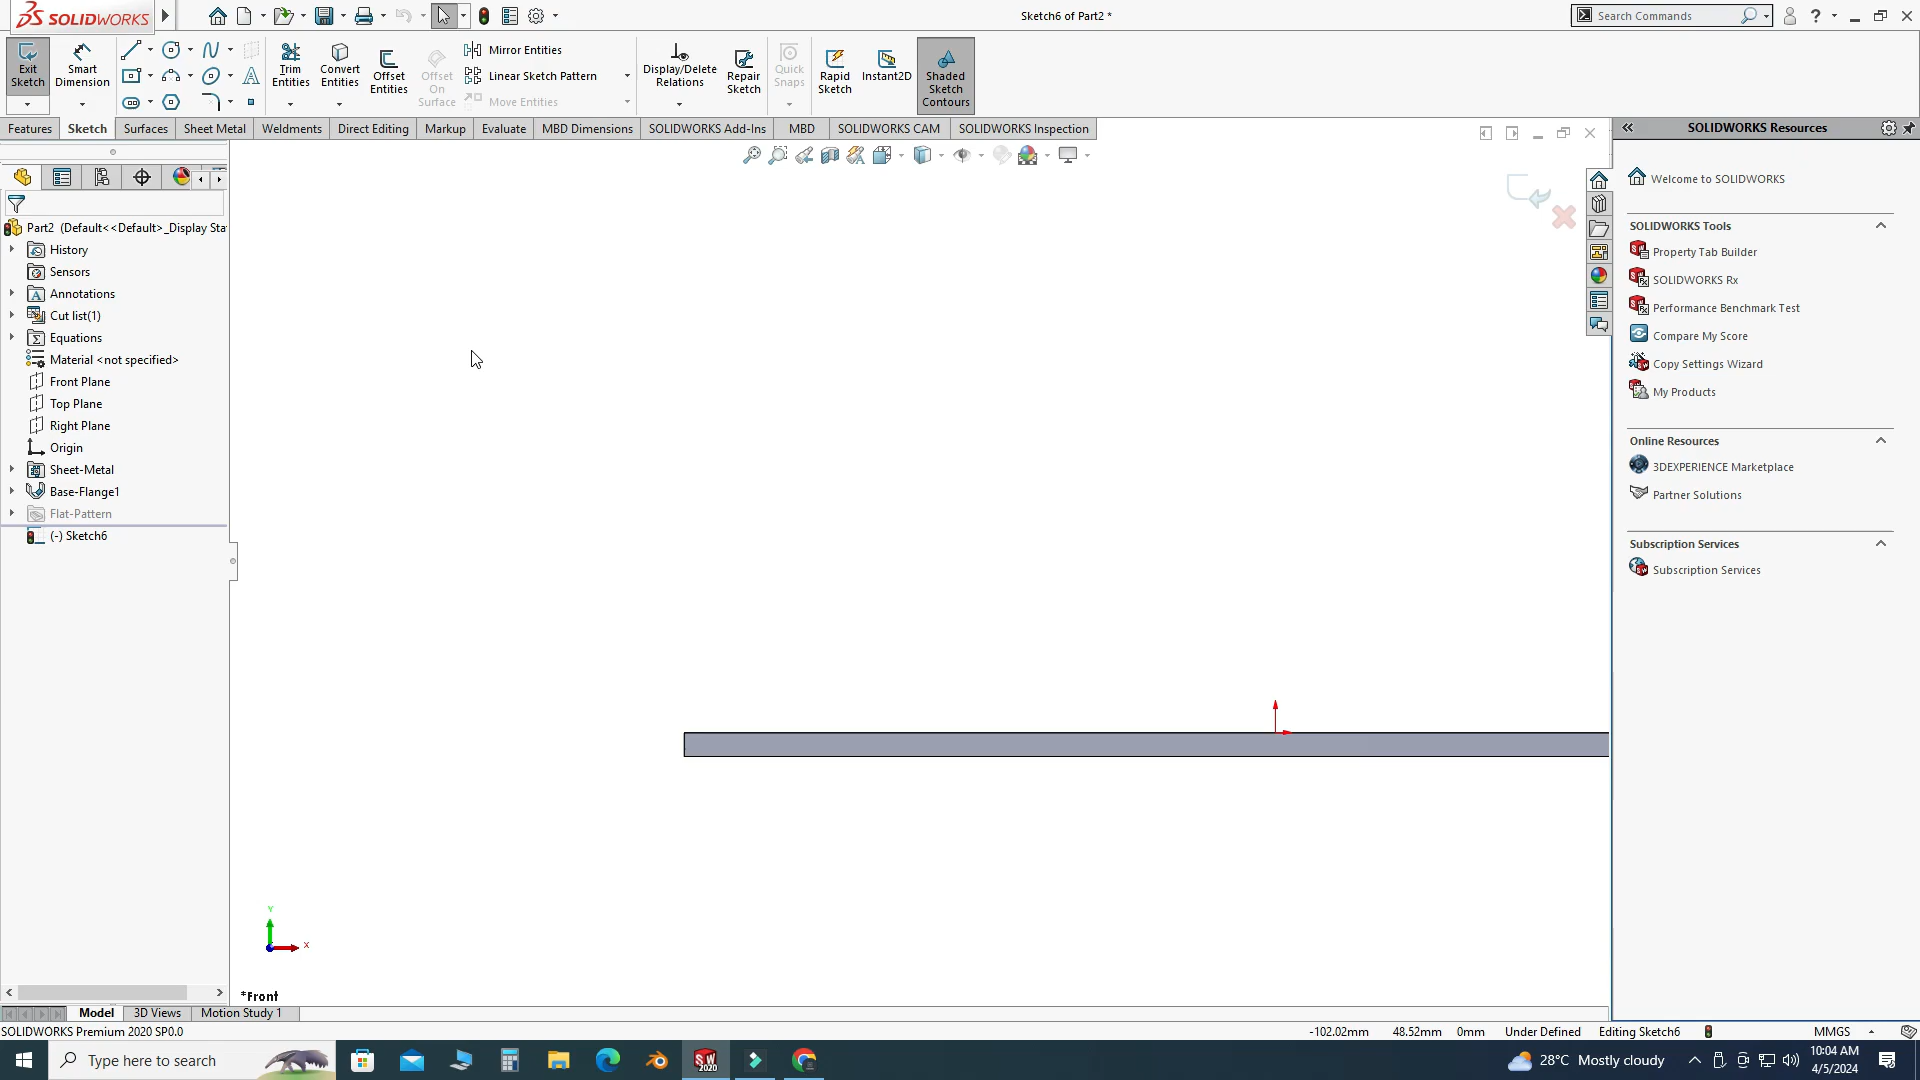 SOLIDWORKS
Sketch6 of Part2 *
Search Commands
Exit Sketch
Smart Dimension
Trim Entities
Convert Entities
Offset Entities
Offset On Surface
Mirror Entities
Linear Sketch Pattern
Move Entities
Display/Delete Relations
Repair Sketch
Quick Snaps
Rapid Sketch
Instant2D
Shaded Sketch Contours
Features
Sketch
Surfaces
Sheet Metal
Weldments
Direct Editing
Markup
Evaluate
MBD Dimensions
SOLIDWORKS Add-Ins
MBD
SOLIDWORKS CAM
SOLIDWORKS Inspection
SOLIDWORKS Resources
Part2 (Default<<Default>_Display Sta
History
Sensors
Annotations
Cut list(1)
Equations
Material <not specified>
Front Plane
Top Plane
Right Plane
Origin
Sheet-Metal
Base-Flange1
Flat-Pattern
(-) Sketch6
Welcome to SOLIDWORKS
SOLIDWORKS Tools
Property Tab Builder
SOLIDWORKS Rx
Performance Benchmark Test
Compare My Score
Copy Settings Wizard
My Products
Online Resources
3DEXPERIENCE Marketplace
Partner Solutions
Subscription Services
Subscription Services
Y
X
*Front
Model
3D Views
Motion Study 1
SOLIDWORKS Premium 2020 SP0.0
-102.02mm
48.52mm
0mm
Under Defined
Editing Sketch6
MMGS
Type here to search
SW
2020
28°C Mostly cloudy
10:04 AM
4/5/2024